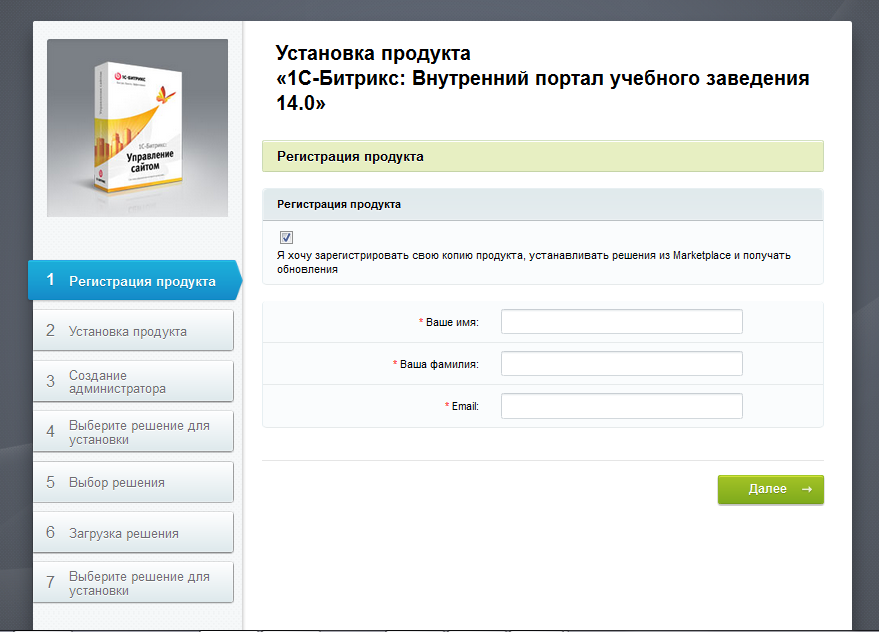 Установка продукта
«1С-Битрикс: Внутренний портал учебного заведения
14.0»
1С-БИТРИКС
1С-Битрикс:
Управление
сайтом
1 Регистрация продукта
2 Установка продукта
3 Создание
администратора
4 Выберите решение для
установки
5 Выбор решения
6 Загрузка решения
7 Выберите решение для
установки
Регистрация продукта
Регистрация продукта
Я хочу зарегистрировать свою копию продукта, устанавливать решения из Marketplace и получать
обновления
* Ваше имя:
* Ваша фамилия:
* Email:
Далее →